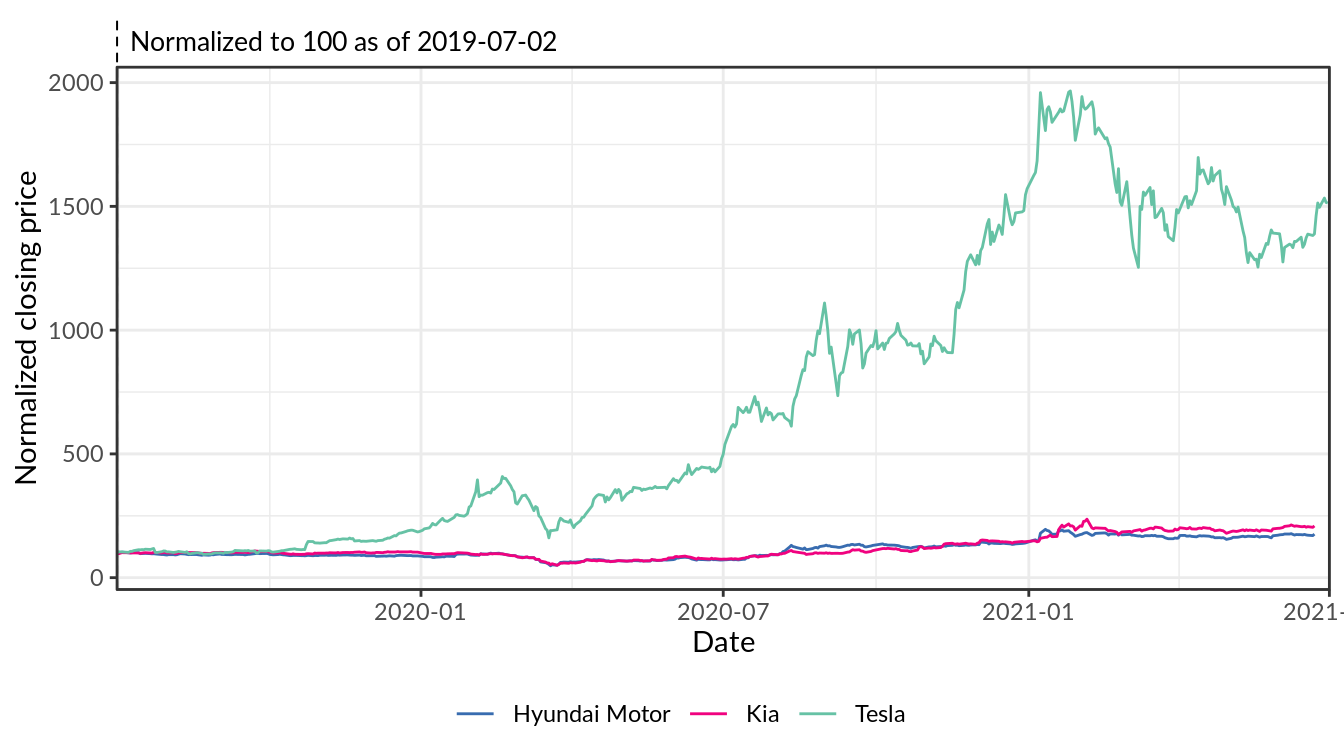 Normalized to 100 as of 2019-07-02
2000
1500
1000
500
0
Normalized closing price
2020-01
2020-07
2021-01
2021-
Date
Hyundai Motor
Kia
Tesla